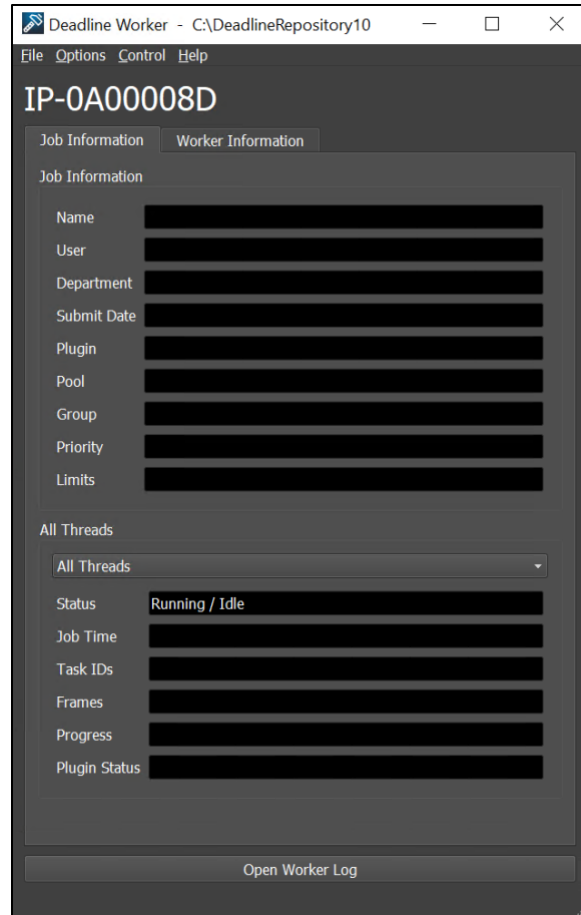 Deadline Worker - C:\DeadlineRepository10
File Options Control Help
IP-0A00008D
Job Information Worker Information
Job Information
Name
User
Department
Submit Date
Plugin
Pool
Group
Priority
Limits
All Threads
All Threads
Status Running / Idle
Job Time
Task IDs
Frames
Progress
Plugin Status
Open Worker Log